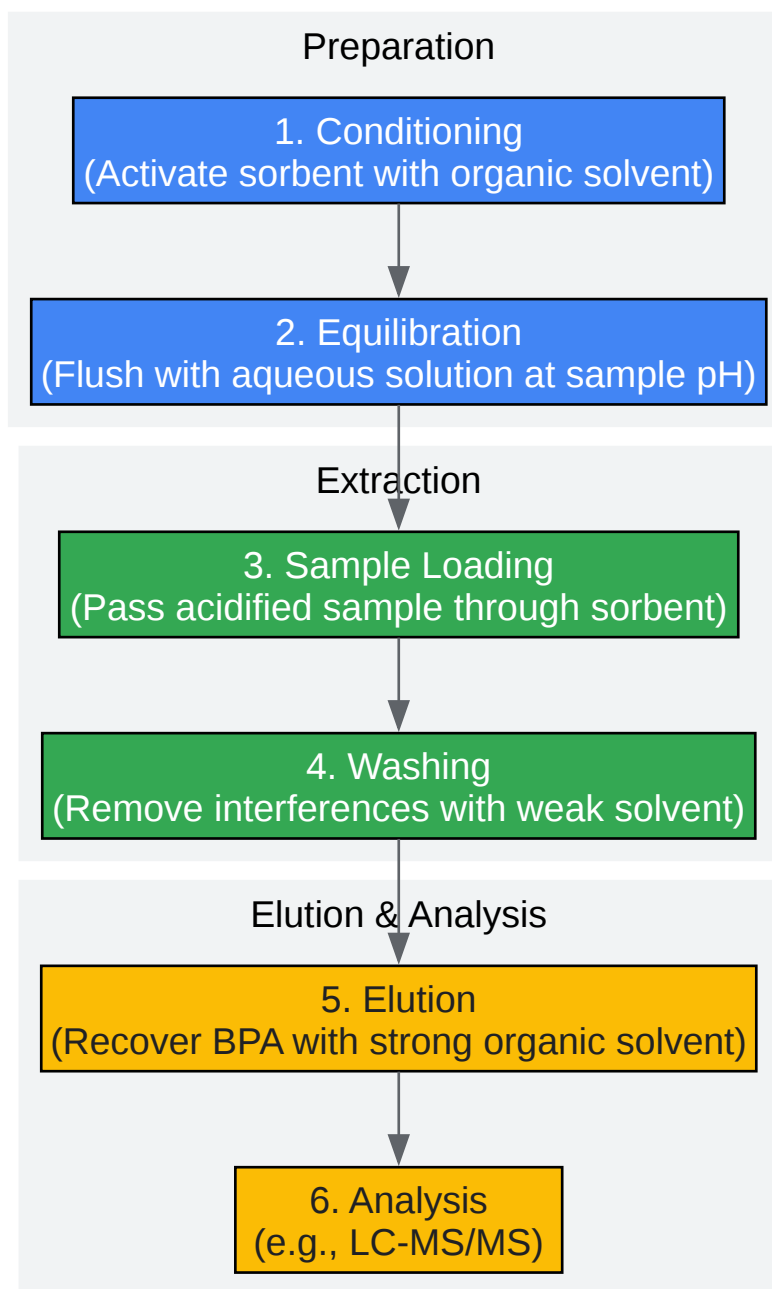 Preparation
1. Conditioning
(Activate sorbent with organic solvent)
2. Equilibration
(Flush with aqueous solution at sample pH)
Extraction
3. Sample Loading
(Pass acidified sample through sorbent)
4. Washing
(Remove interferences with weak solvent)
Elution & Analysis
5. Elution
(Recover BPA with strong organic solvent)
6. Analysis
(e.g., LC-MS/MS)